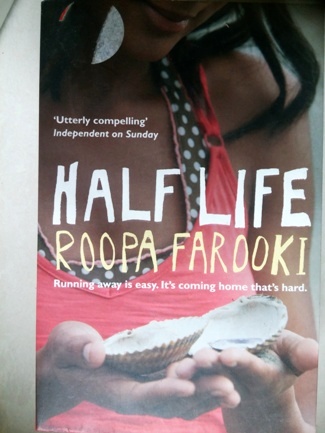 'Utterly compelling'
Independent on Sunday
HALF LIFE
ROOPA FAROOKI
Running away is easy. It's coming home that's hard.